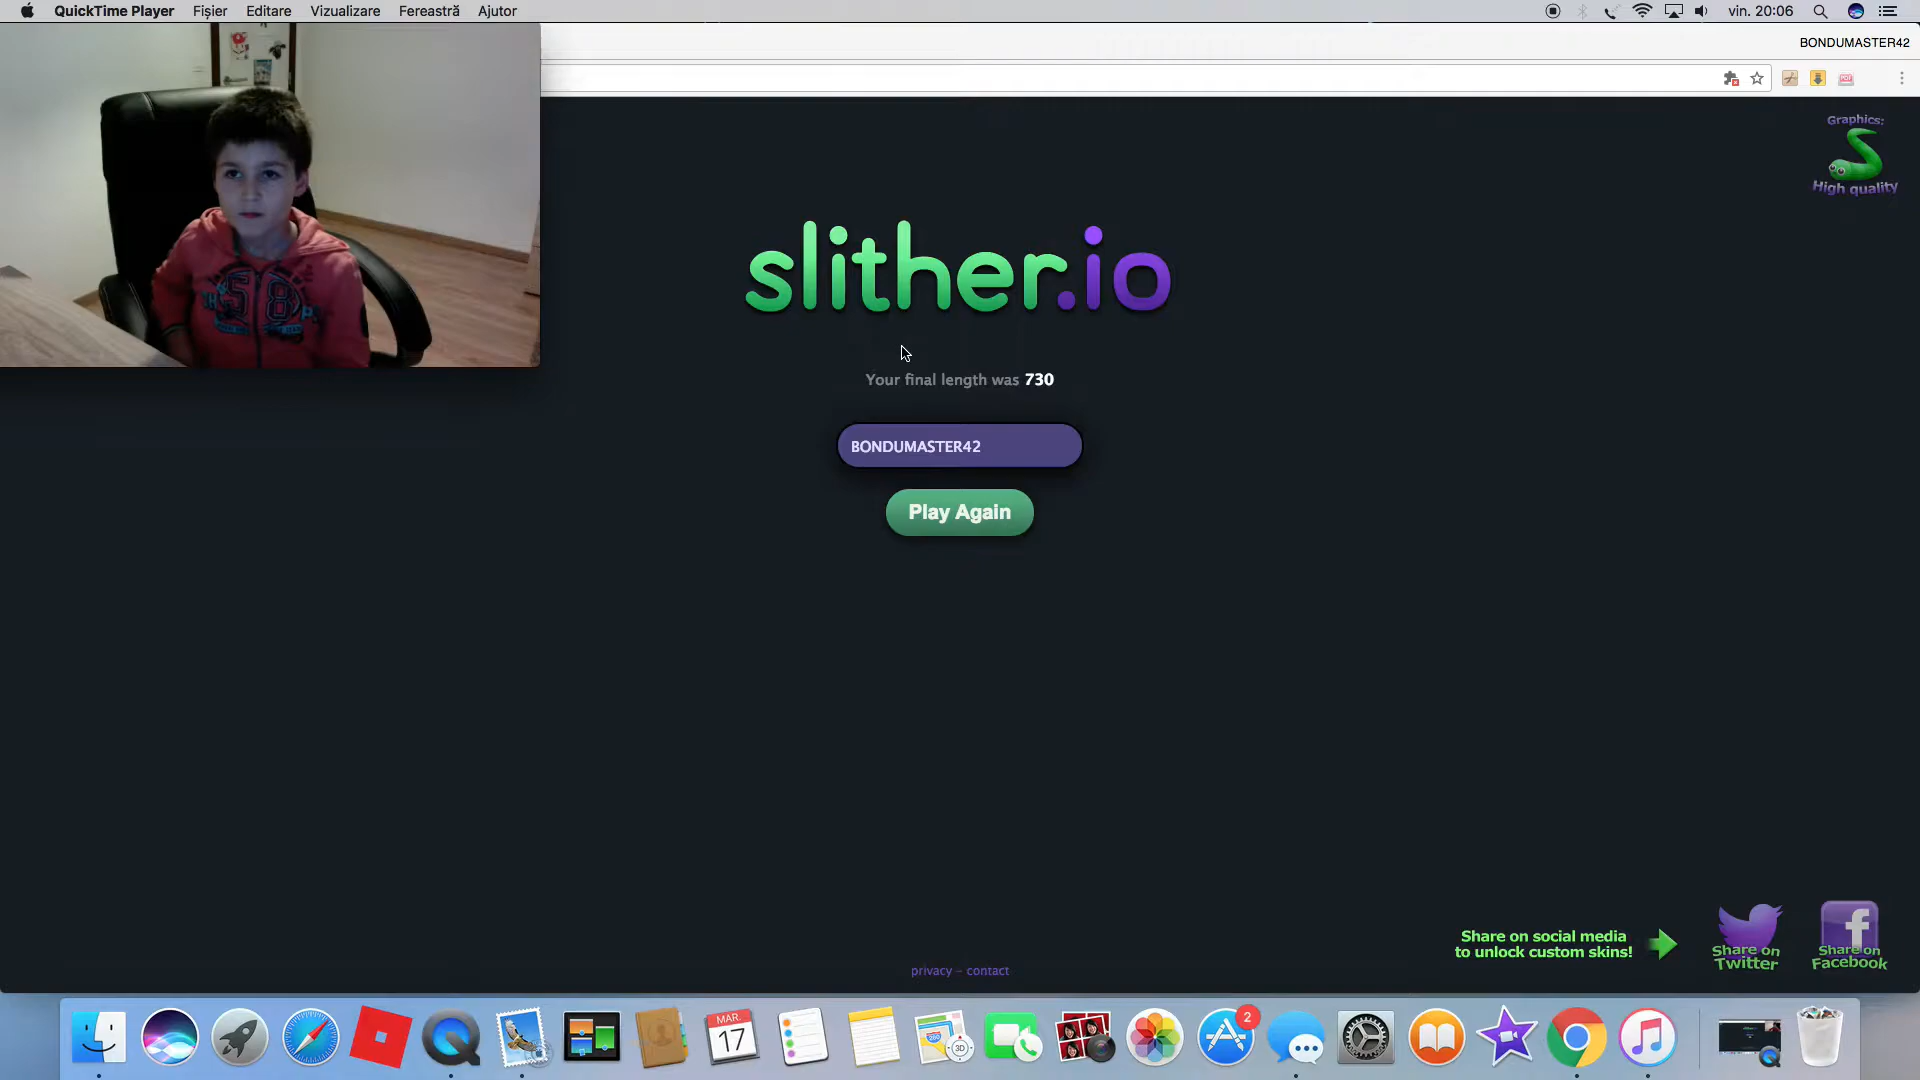 QuickTime Player Fișier Editare Vizualizare Fereastră Ajutor vin. 20:06
BONDUMASTER42
Graphics:
High quality
slither.io
Your final length was 730
BONDUMASTER42
Play Again
58
Share on social media
to unlock custom skins!
Share on
Twitter
Share on
Facebook
privacy - contact
MAR.
17
2